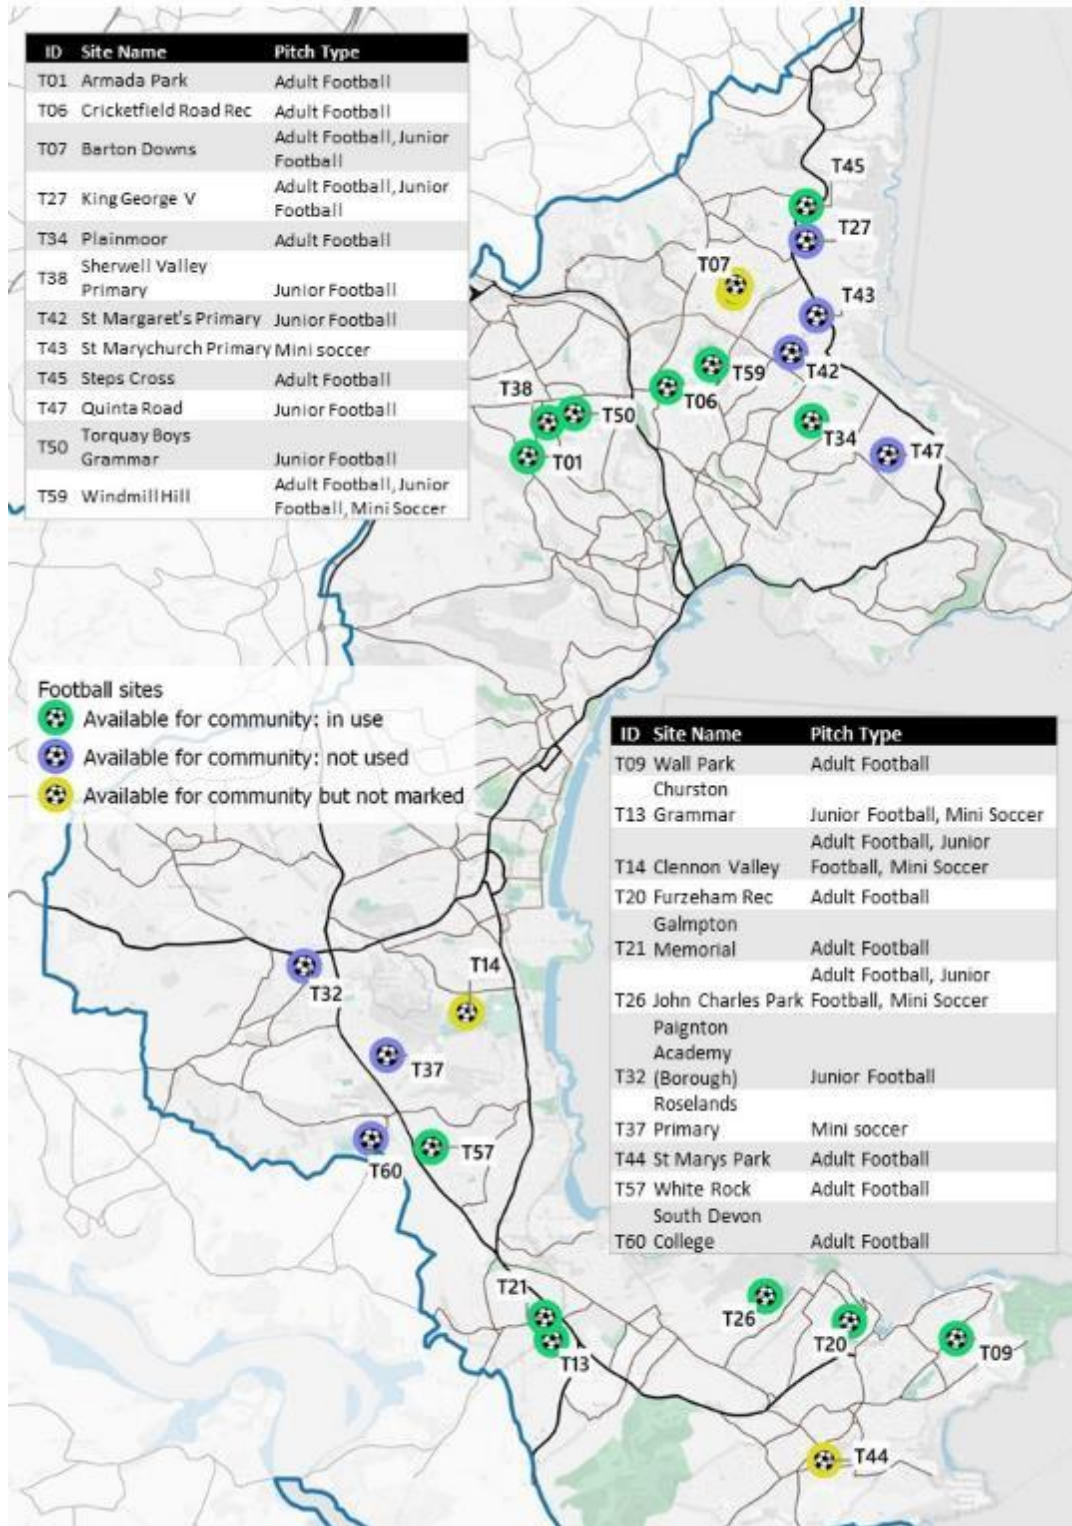 ID Site Name Pitch Type
T01 Armada Park Adult Football
T06 Cricketfield Road Rec Adult Football
Adult Football, Junior
T07 Barton Downs
Football
Adult Football, Junior
T27 King George V
Football
T34 Plainmoor Adult Football
Sherwell Valley
T38
Primary Junior Football
T42 St Margaret's Primary Junior Football
T43 St Marychurch Primary Mini soccer
T45 Steps Cross Adult Football
T47 Quinta Road Junior Football
Torquay Boys
T50
Grammar Junior Football
Adult Football, Junior
T59 Windmill Hill
Football, Mini Soccer
T45
T27
T07
T43
T42
T59
T38
T06
T50
T34
T47
T01
Football sites
Available for community: in use
Available for community: not used
Available for community but not marked
ID Site Name Pitch Type
T09 Wall Park Adult Football
Churston
T13 Grammar Junior Football, Mini Soccer
Adult Football, Junior
T14 Clennon Valley Football, Mini Soccer
T20 Furzeham Rec Adult Football
Galmpton
T21 Memorial Adult Football
Adult Football, Junior
T26 John Charles Park Football, Mini Soccer
Paignton
Academy
T32 (Borough) Junior Football
Roselands
T37 Primary Mini soccer
T44 St Marys Park Adult Football
T57 White Rock Adult Football
South Devon
T60 College Adult Football
T14
T32
T37
T57
T60
T21
T26
T20
T09
T13
T44